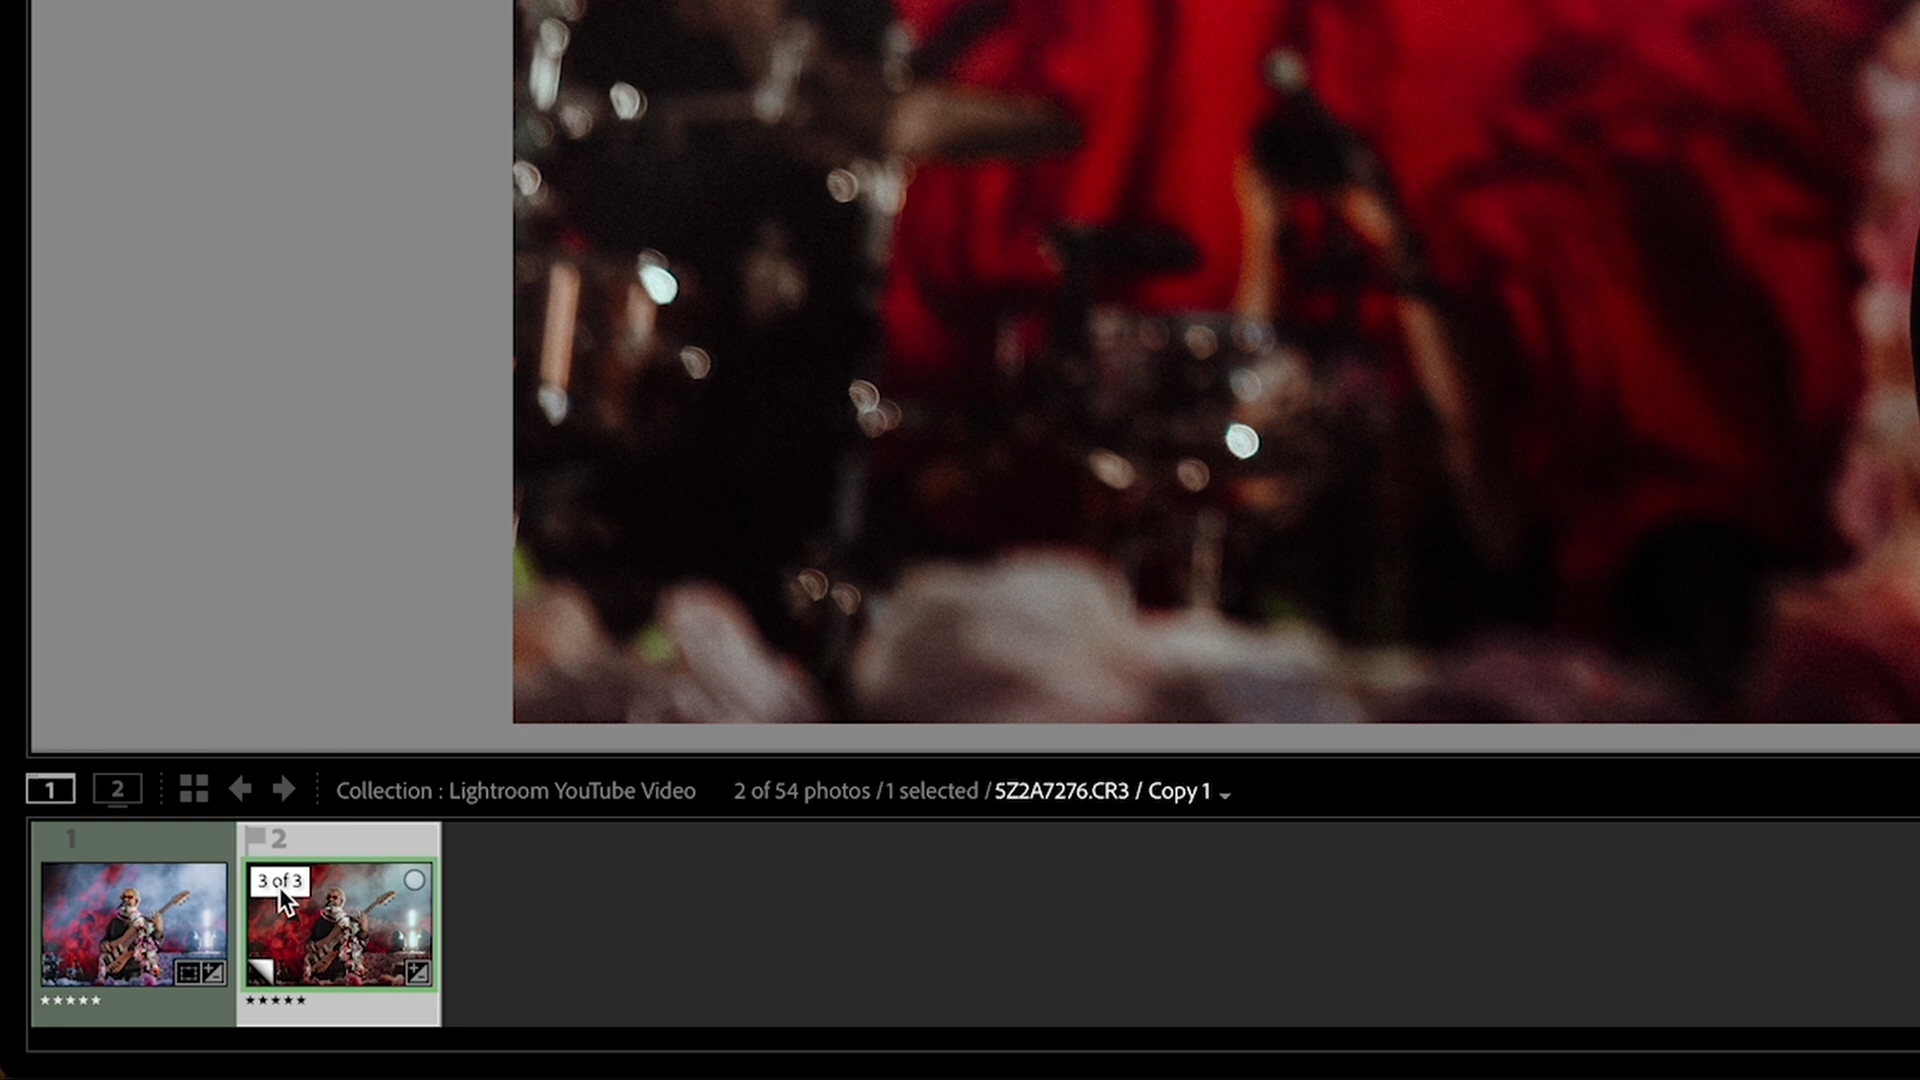 1 2 Collection : Lightroom YouTube Video 2 of 54 photos / 1 selected / 5Z2A7276.CR3 / Copy 1
1 2
3 of 3
★★★★★ ★★★★★